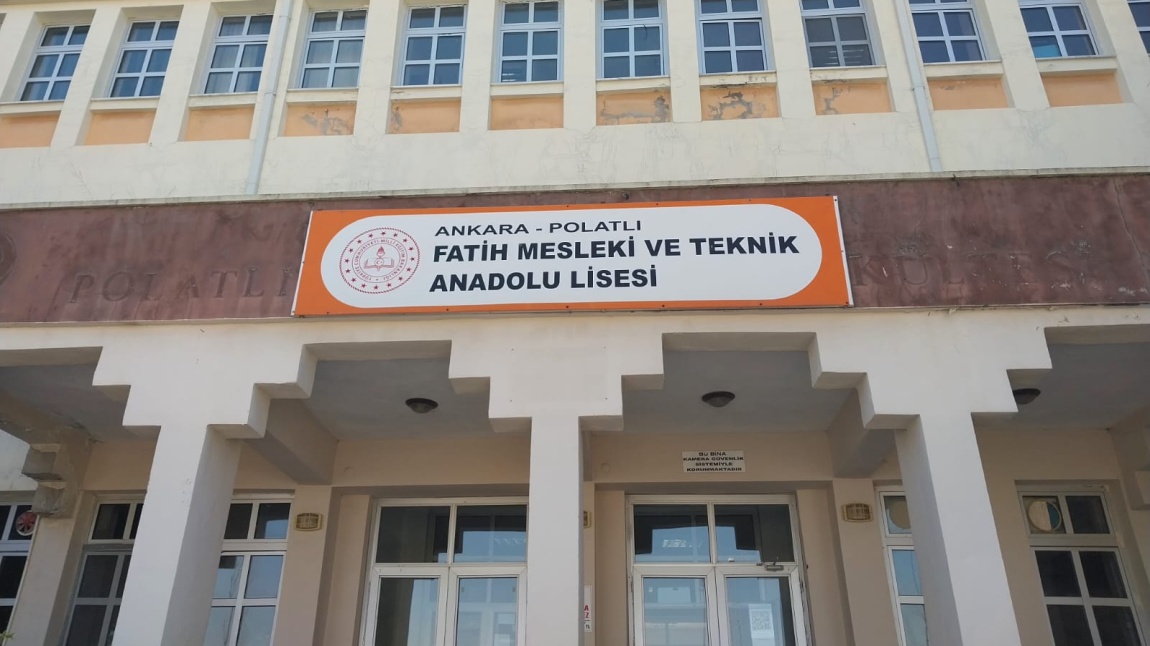 ANKARA - POLATLI
FATİH MESLEKİ VE TEKNİK
ANADOLU LİSESİ
POLATLI
BU BİNA
KAMERA GÜVENLİK
SİSTEMİYLE
KORUNMAKTADIR